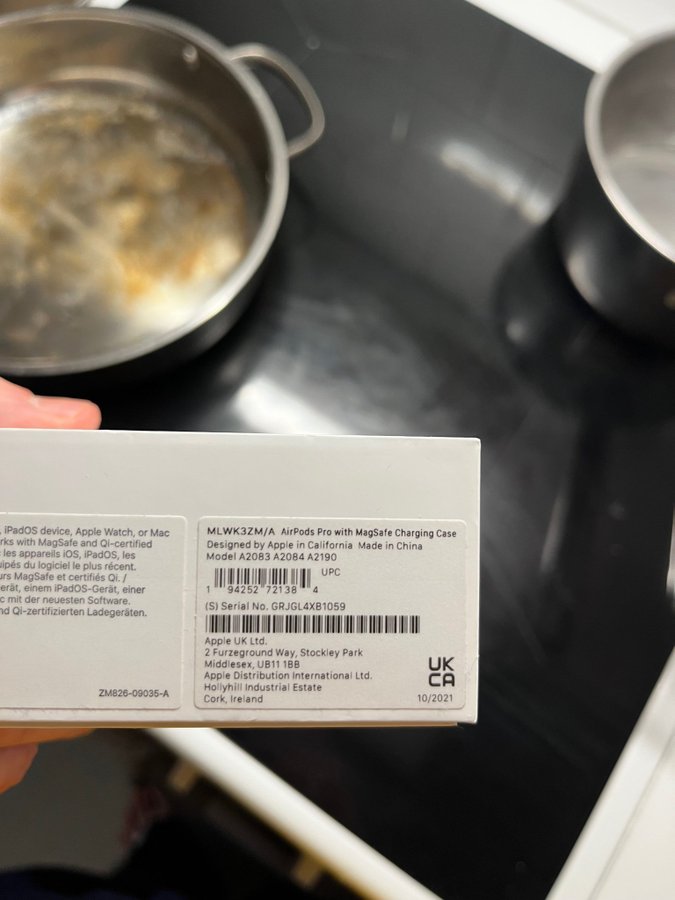 , iPadOS device, Apple Watch, or Mac
rks with MagSafe and Qi-certified
: les appareils iOS, iPadOS, les
uipés du logiciel le plus récent.
urs MagSafe et certifiés Qi. /
erät, einem iPadOS-Gerät, einer
c mit der neuesten Software.
nd Qi-zertifizierten Ladegeräten.
ZM826-09035-A
MLWK3ZM/A AirPods Pro with MagSafe Charging Case
Designed by Apple in California Made in China
Model A2083 A2084 A2190
UPC
1 94252 72138 4
(S) Serial No. GRJGL4XB1059
Apple UK Ltd.
2 Furzeground Way, Stockley Park
Middlesex, UB11 1BB
Apple Distribution International Ltd.
Hollyhill Industrial Estate
Cork, Ireland
UK
CA
10/2021